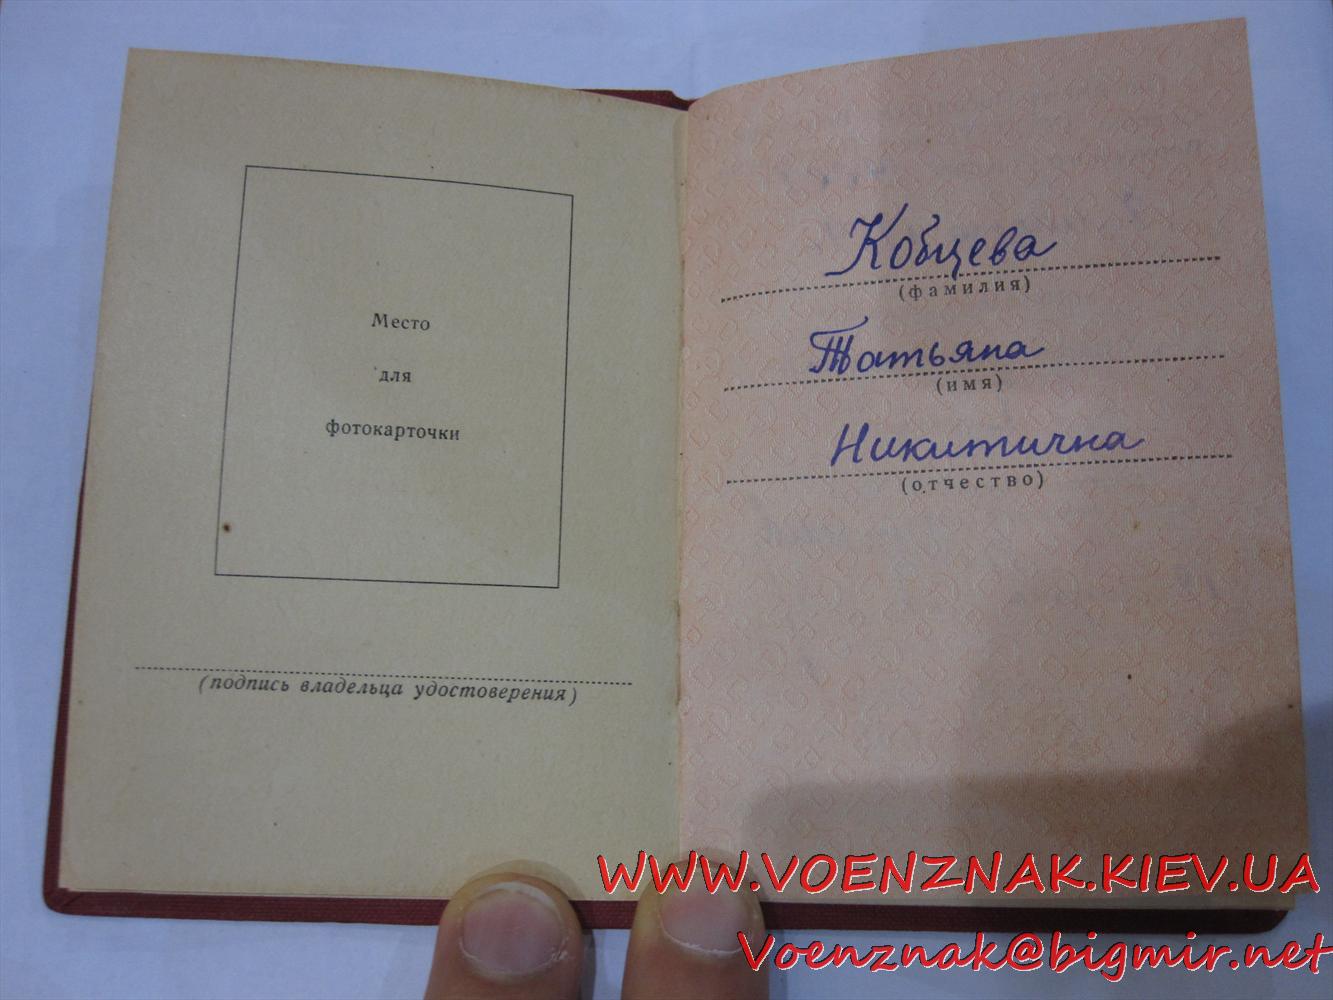 Место
для
фотокарточки
(подпись владельца удостоверения)
Кобцева
(фамилия)
Татьяна
(имя)
Никитична
(отчество)
WWW.VOENZNAK.KIEV.UA
Voenznak@bigmir.net